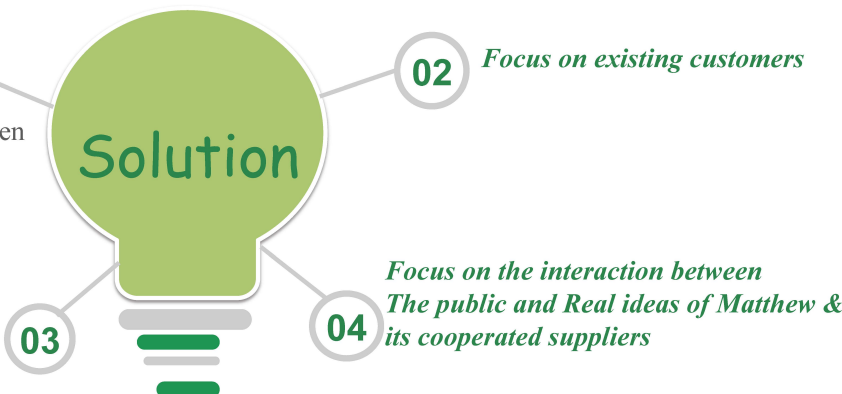 02
Focus on existing customers
en
Solution
Focus on the interaction between
The public and Real ideas of Matthew &
its cooperated suppliers
03
04